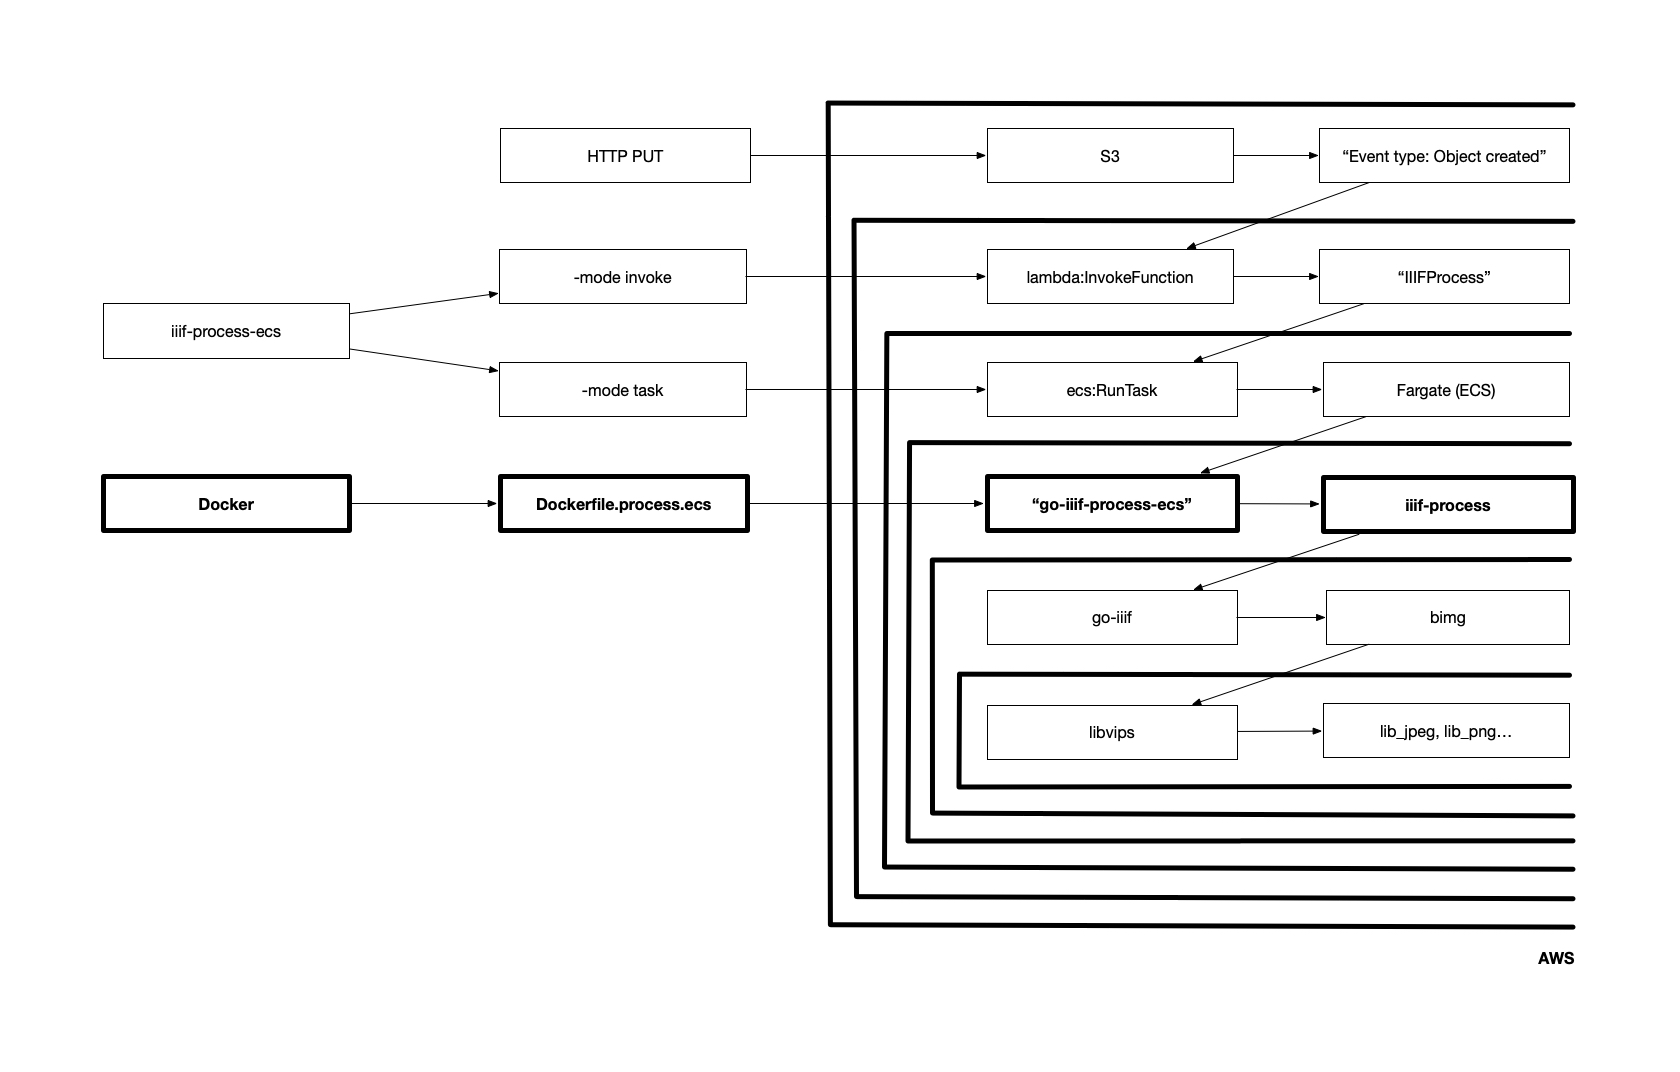 HTTP PUT
S3
“Event type: Object created”
-mode invoke
lambda:InvokeFunction
“IIIFProcess”
iiif-process-ecs
-mode task
ecs:RunTask
Fargate (ECS)
Docker
Dockerfile.process.ecs
“go-iiif-process-ecs”
iiif-process
go-iiif
bimg
libvips
lib_jpeg, lib_png…
AWS